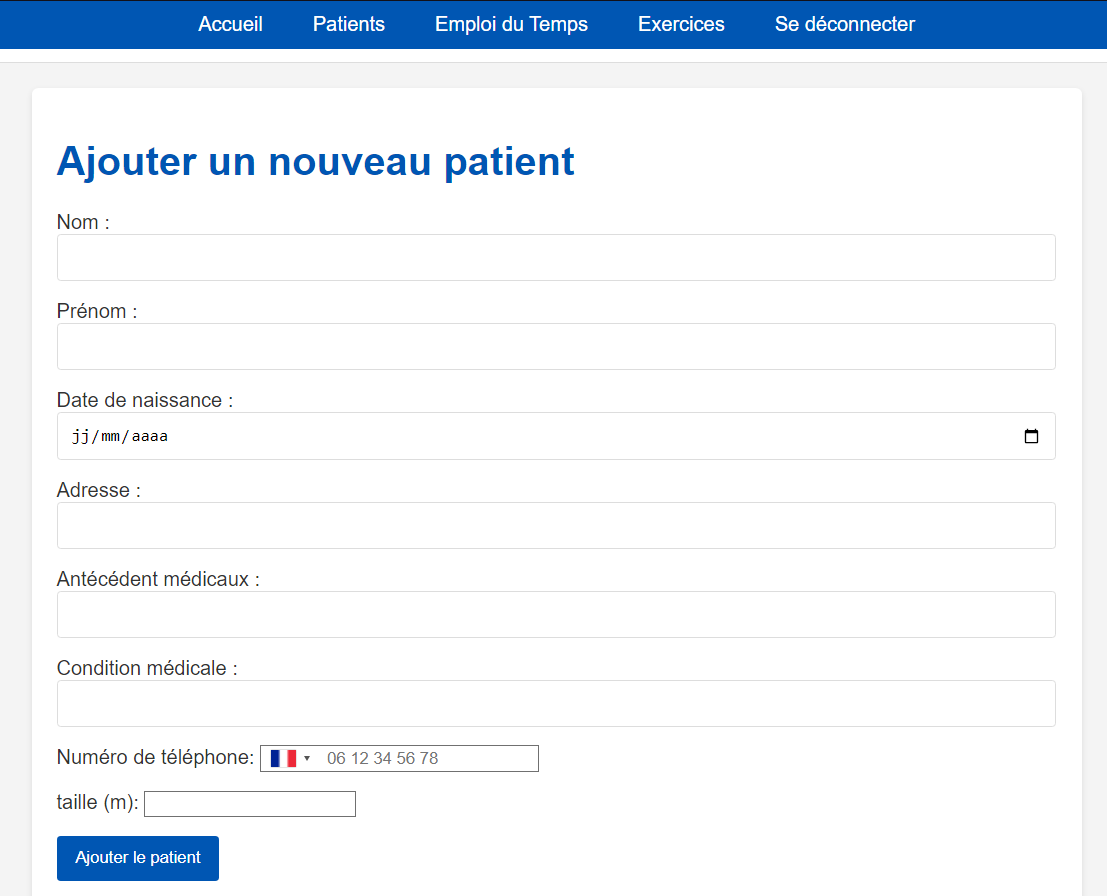 Accueil Patients Emploi du Temps Exercices Se déconnecter
Ajouter un nouveau patient
Nom :
Prénom :
Date de naissance :
jj/mm/aaaa
Adresse :
Antécédent médicaux :
Condition médicale :
Numéro de téléphone: 06 12 34 56 78
taille (m):
Ajouter le patient